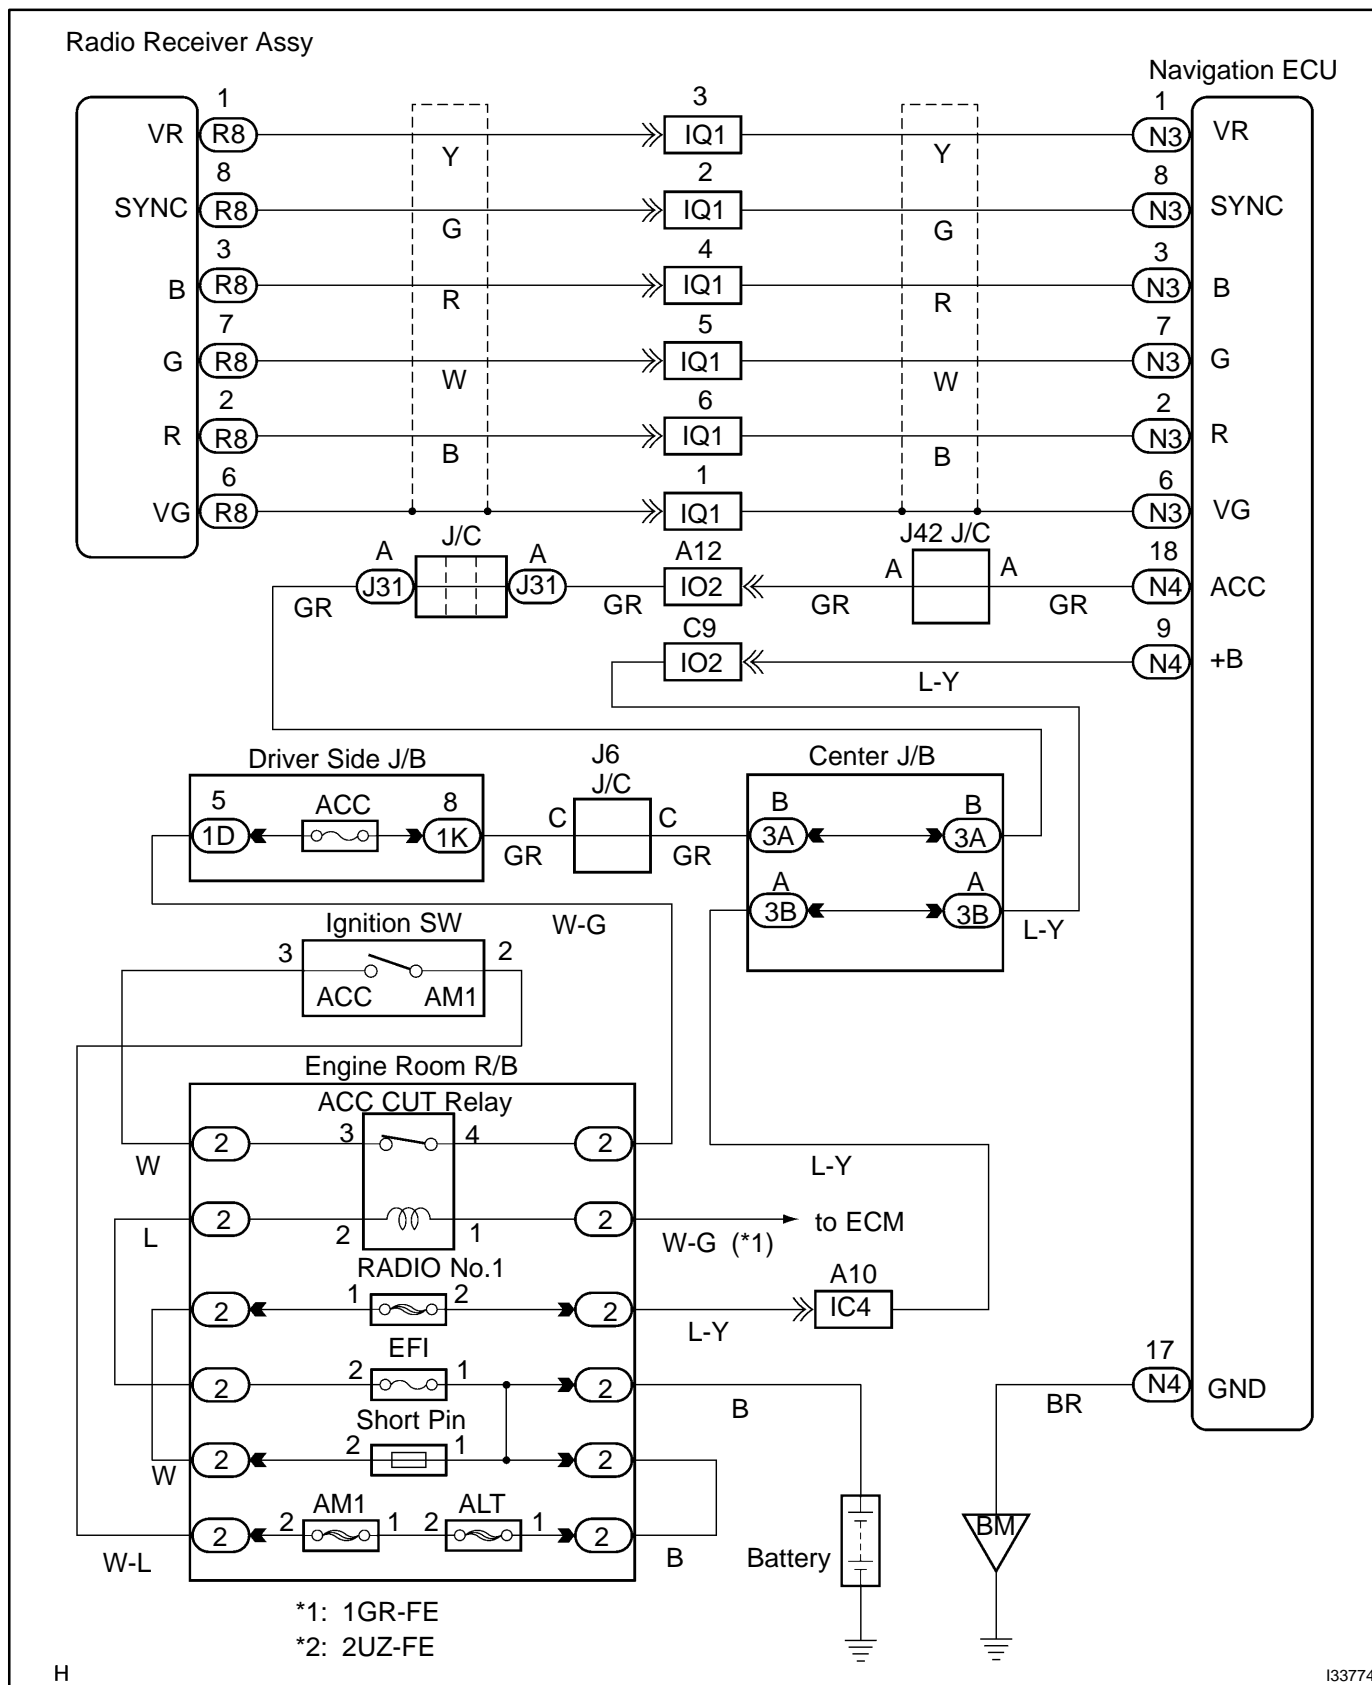 Radio Receiver Assy
Navigation ECU
1 3 1
VR R8 IQ1 N3 VR
Y Y
8 2 8
SYNC R8 IQ1 N3 SYNC
G G
3 4 3
B R8 IQ1 N3 B
R R
7 5 7
G R8 IQ1 N3 G
W W
2 6 2
R R8 IQ1 N3 R
B B
6 1 6
VG R8 IQ1 N3 VG
J/C J42 J/C
A A A12 A A 18
J31 J31 IO2 N4 ACC
GR GR GR GR
C9 9
IO2 N4 +B
L-Y
Driver Side J/B J6 Center J/B
J/C
5 ACC 8 C C B B
1D 1K 3A 3A
GR GR
A A
3B 3B
W-G L-Y
Ignition SW
3 2
ACC AM1
Engine Room R/B
ACC CUT Relay
2 3 4 2
W L-Y
2 2
L 2 1 W-G (*1) to ECM
RADIO No.1 A10
2 1 2 2 IC4
L-Y
EFI 17
2 2 1 2 N4 GND
B BR
Short Pin
2 2 1 2
W
AM1 ALT
2 2 1 2 1 2 BM
W-L B Battery
*1: 1GR-FE
*2: 2UZ-FE
H I33774